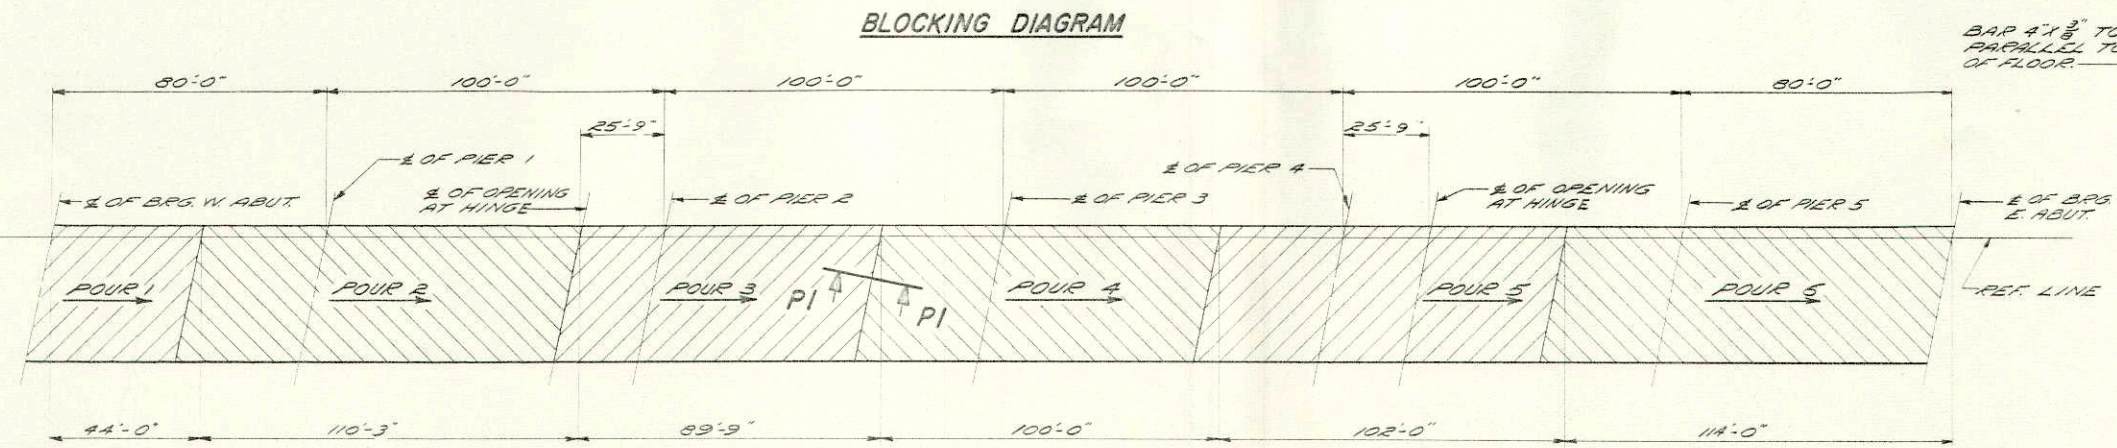 BLOCKING DIAGRAM
BAR 4"X 3/8" TO
PARALLEL TO
OF FLOOR.
80'-0" 100'-0" 100'-0" 100'-0" 100'-0" 80'-0"
25'-9" 25'-9"
℄ OF BRG. W. ABUT.
℄ OF PIER 1
℄ OF OPENING
AT HINGE
℄ OF PIER 2
℄ OF PIER 3
℄ OF PIER 4
℄ OF OPENING
AT HINGE
℄ OF PIER 5
℄ OF BRG.
E. ABUT.
POUR 1
POUR 2
POUR 3
P1
P1
POUR 4
POUR 5
POUR 6
REF. LINE
44'-0" 110'-3" 89'-9" 100'-0" 102'-0" 114'-0"